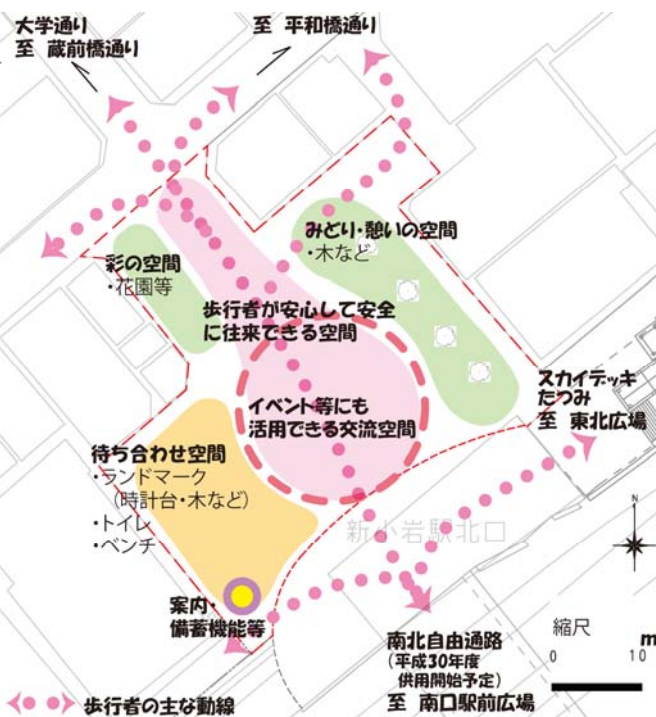 大学通り
至 蔵前橋通り
至 平和橋通り
みどり・憩いの空間
・木など
彩の空間
・花園等
歩行者が安心して安全
に往来できる空間
イベント等にも
活用できる交流空間
スカイデッキ
たつみ
至 東北広場
待ち合わせ空間
・ランドマーク
（時計台・木など）
・トイレ
・ベンチ
新小岩駅北口
N
案内・
備蓄機能等
南北自由通路
（平成30年度
供用開始予定）
至 南口駅前広場
縮尺
m
0 10
歩行者の主な動線